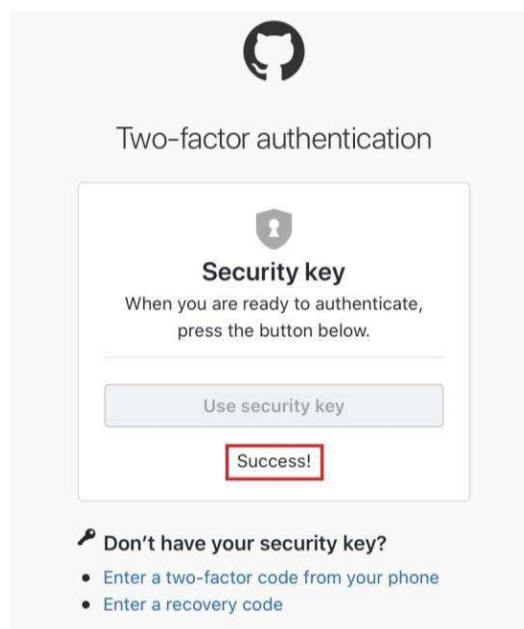 Two-factor authentication
Security key
When you are ready to authenticate,
press the button below.
Use security key
Success!
Don’t have your security key?
Enter a two-factor code from your phone
Enter a recovery code